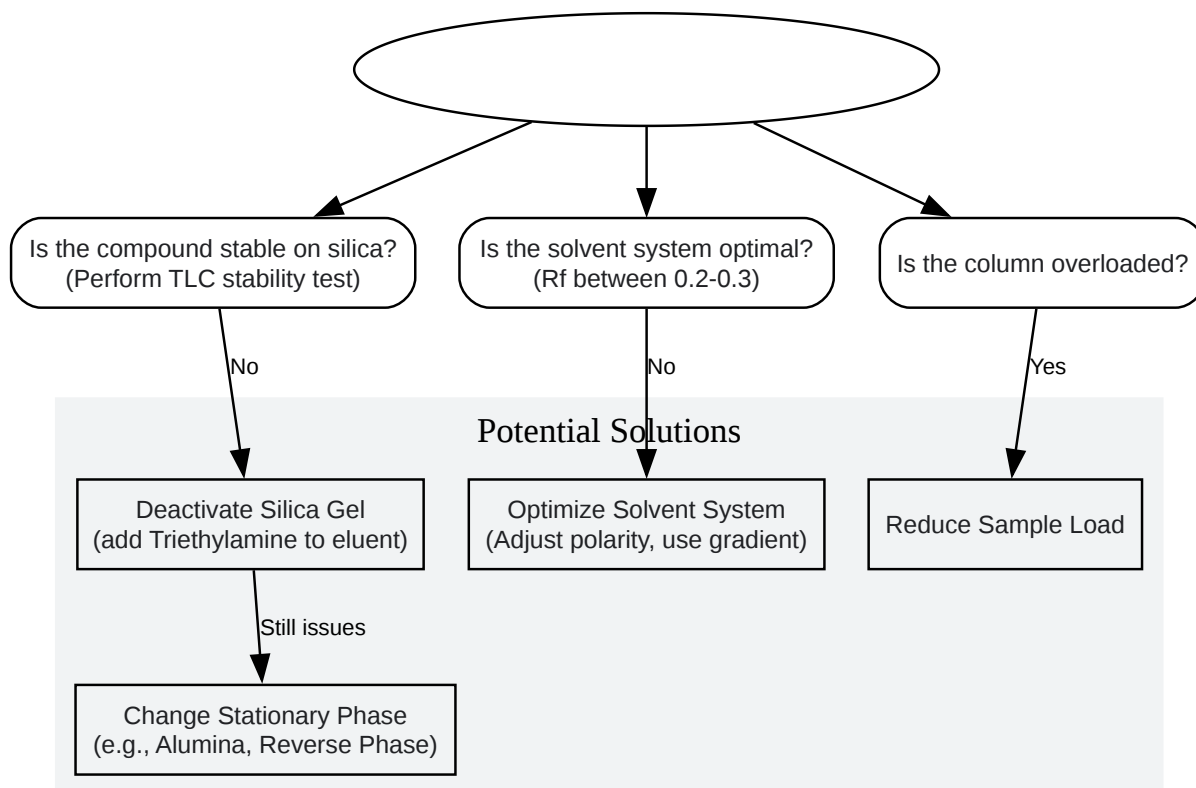 Is the compound stable on silica?
(Perform TLC stability test)
Is the solvent system optimal?
(Rf between 0.2-0.3)
Is the column overloaded?
No
No
Yes
Potential Solutions
Deactivate Silica Gel
(add Triethylamine to eluent)
Optimize Solvent System
(Adjust polarity, use gradient)
Reduce Sample Load
Still issues
Change Stationary Phase
(e.g., Alumina, Reverse Phase)